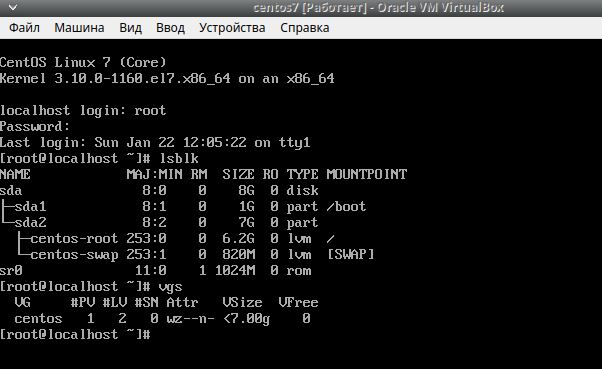 centos7 [Работает] - Oracle VM VirtualBox
Файл Машина Вид Ввод Устройства Справка
CentOS Linux 7 (Core)
Kernel 3.10.0-1160.el7.x86_64 on an x86_64
localhost login: root
Password:
Last login: Sun Jan 22 12:05:22 on tty1
[root@localhost ~]# lsblk
NAME            MAJ:MIN RM  SIZE RO TYPE MOUNTPOINT
sda               8:0    0    8G  0 disk
├─sda1            8:1    0    1G  0 part /boot
└─sda2            8:2    0    7G  0 part
  ├─centos-root 253:0    0  6.2G  0 lvm  /
  └─centos-swap 253:1    0  820M  0 lvm  [SWAP]
sr0              11:0    1 1024M  0 rom
[root@localhost ~]# vgs
  VG     #PV #LV #SN Attr   VSize  VFree
  centos   1   2   0 wz--n- <7.00g    0
[root@localhost ~]#